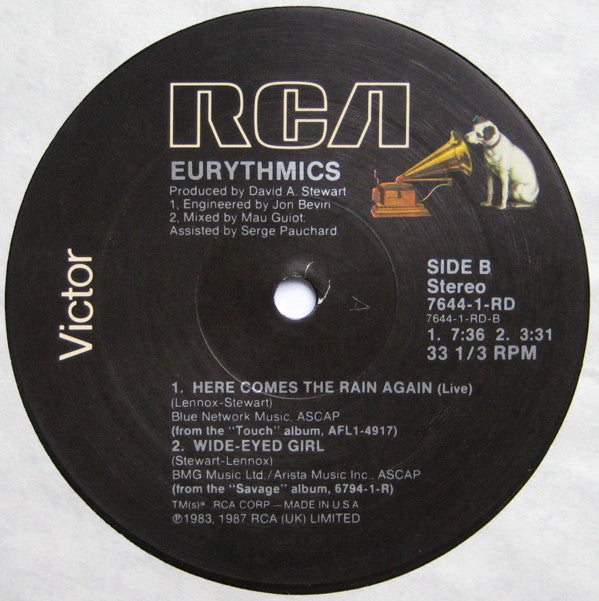 RCA
EURYTHMICS
Produced by David A. Stewart
1, Engineered by Jon Bevin
2, Mixed by Mau Guiot.
Assisted by Serge Pauchard
Victor
SIDE B
Stereo
7644-1-RD
7644-1-RD-B
1. 7:36 2. 3:31
33 1/3 RPM
A
1. HERE COMES THE RAIN AGAIN (Live)
(Lennox-Stewart)
Blue Network Music, ASCAP
(from the "Touch" album, AFL1-4917)
2. WIDE-EYED GIRL
(Stewart-Lennox)
BMG Music Ltd./Arista Music Inc., ASCAP
(from the "Savage" album, 6794-1-R)
TM(s)® RCA CORP.—MADE IN U.S.A.
℗1983, 1987 RCA (UK) LIMITED